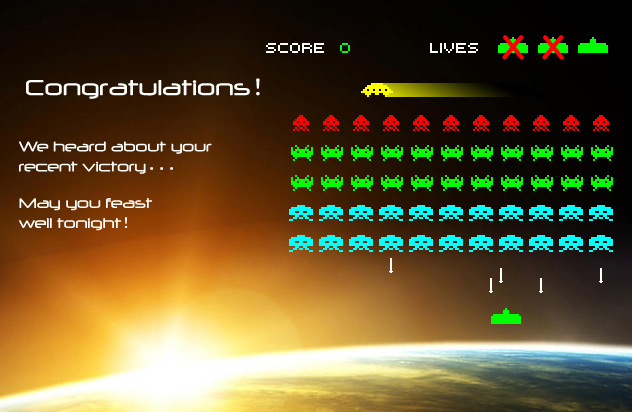 SCORE 0 LIVES
Congratulations!
We heard about your
recent victory...
May you feast
well tonight!